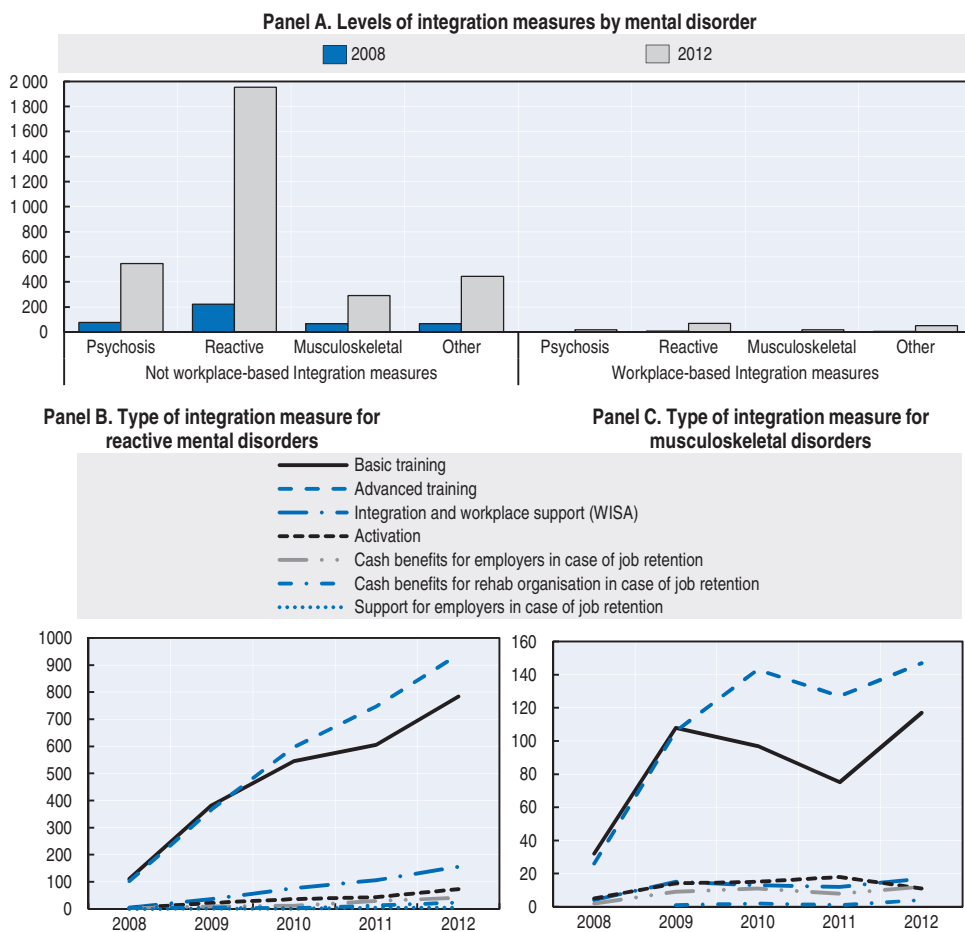 Panel A. Levels of integration measures by mental disorder
2008 2012
2 000
1 800
1 600
1 400
1 200
1 000
800
600
400
200
0
Psychosis Reactive Musculoskeletal Other Psychosis Reactive Musculoskeletal Other
Not workplace-based Integration measures Workplace-based Integration measures
Panel B. Type of integration measure for
reactive mental disorders
Panel C. Type of integration measure for
musculoskeletal disorders
Basic training
Advanced training
Integration and workplace support (WISA)
Activation
Cash benefits for employers in case of job retention
Cash benefits for rehab organisation in case of job retention
Support for employers in case of job retention
1000
900
800
700
600
500
400
300
200
100
0
2008 2009 2010 2011 2012
160
140
120
100
80
60
40
20
0
2008 2009 2010 2011 2012